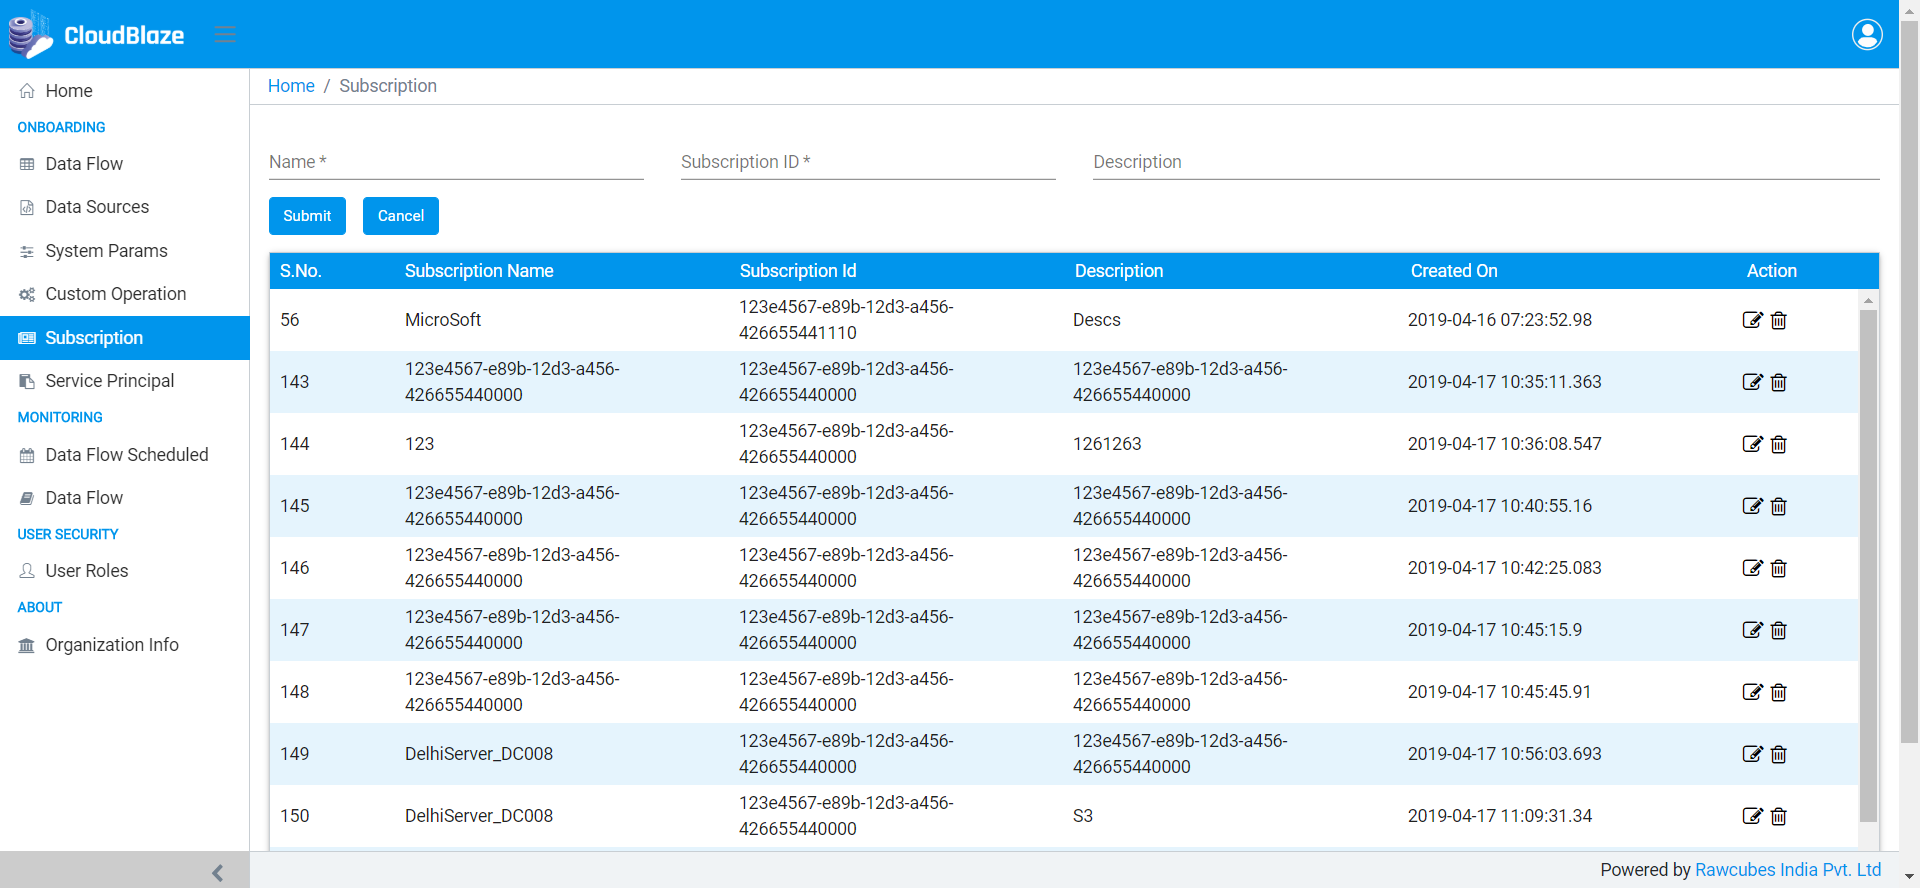 CloudBlaze
Home
ONBOARDING
Data Flow
Data Sources
System Params
Custom Operation
Subscription
Service Principal
MONITORING
Data Flow Scheduled
Data Flow
USER SECURITY
User Roles
ABOUT
Organization Info
Home / Subscription
Name * Subscription ID * Description
Submit Cancel
S.No. Subscription Name Subscription Id Description Created On Action
56 MicroSoft 123e4567-e89b-12d3-a456-426655441110 Descs 2019-04-16 07:23:52.98
143 123e4567-e89b-12d3-a456-426655440000 123e4567-e89b-12d3-a456-426655440000 123e4567-e89b-12d3-a456-426655440000 2019-04-17 10:35:11.363
144 123 123e4567-e89b-12d3-a456-426655440000 1261263 2019-04-17 10:36:08.547
145 123e4567-e89b-12d3-a456-426655440000 123e4567-e89b-12d3-a456-426655440000 123e4567-e89b-12d3-a456-426655440000 2019-04-17 10:40:55.16
146 123e4567-e89b-12d3-a456-426655440000 123e4567-e89b-12d3-a456-426655440000 123e4567-e89b-12d3-a456-426655440000 2019-04-17 10:42:25.083
147 123e4567-e89b-12d3-a456-426655440000 123e4567-e89b-12d3-a456-426655440000 123e4567-e89b-12d3-a456-426655440000 2019-04-17 10:45:15.9
148 123e4567-e89b-12d3-a456-426655440000 123e4567-e89b-12d3-a456-426655440000 123e4567-e89b-12d3-a456-426655440000 2019-04-17 10:45:45.91
149 DelhiServer_DC008 123e4567-e89b-12d3-a456-426655440000 123e4567-e89b-12d3-a456-426655440000 2019-04-17 10:56:03.693
150 DelhiServer_DC008 123e4567-e89b-12d3-a456-426655440000 S3 2019-04-17 11:09:31.34
Powered by Rawcubes India Pvt. Ltd